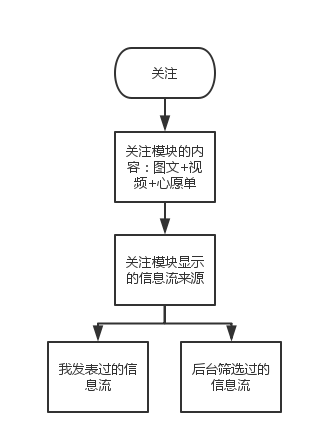 关注
关注模块的内
容：图文+视
频+心愿单
关注模块显示
的信息流来源
我发表过的信
息流
后台筛选过的
信息流